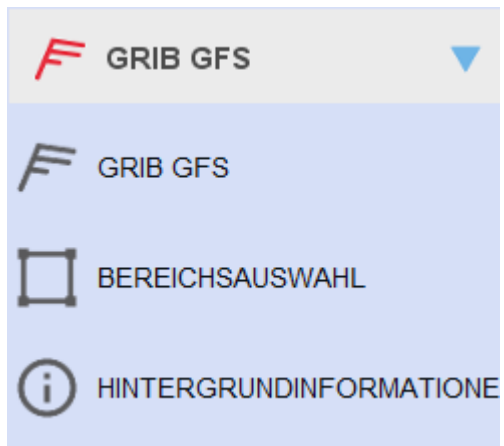 GRIB GFS
GRIB GFS
BEREICHSAUSWAHL
HINTERGRUNDINFORMATIONE